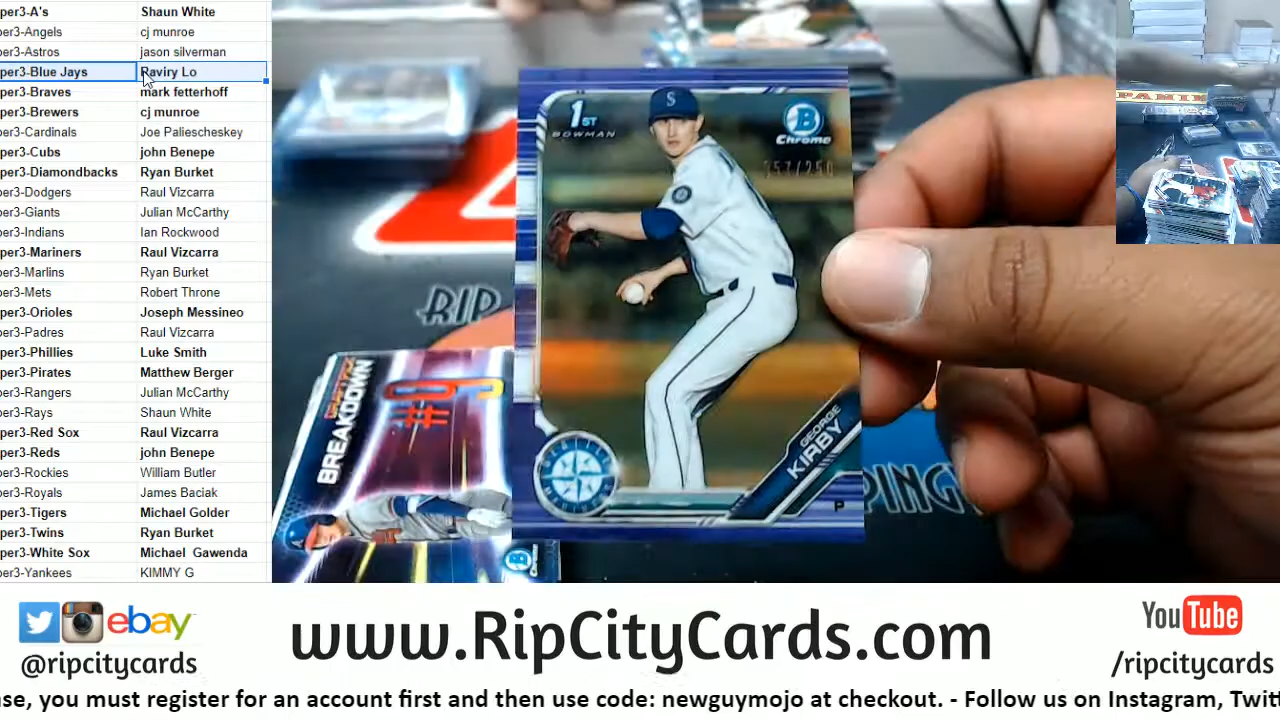 per3-A's Shaun White
per3-Angels cj munroe
per3-Astros jason silverman
per3-Blue Jays Raviry Lo
per3-Braves mark fetterhoff
per3-Brewers cj munroe
per3-Cardinals Joe Paliescheskey
per3-Cubs john Benepe
per3-Diamondbacks Ryan Burket
per3-Dodgers Raul Vizcarra
per3-Giants Julian McCarthy
per3-Indians Ian Rockwood
per3-Mariners Raul Vizcarra
per3-Marlins Ryan Burket
per3-Mets Robert Throne
per3-Orioles Joseph Messineo
per3-Padres Raul Vizcarra
per3-Phillies Luke Smith
per3-Pirates Matthew Berger
per3-Rangers Julian McCarthy
per3-Rays Shaun White
per3-Red Sox Raul Vizcarra
per3-Reds john Benepe
per3-Rockies William Butler
per3-Royals James Baciak
per3-Tigers Michael Golder
per3-Twins Ryan Burket
per3-White Sox Michael Gawenda
per3-Yankees KIMMY G
1ST
BOWMAN
B
Chrome
/250
S
GEORGE
KIRBY
P
RIP
PING
BREAKDOWN
PANINI
ebay
@ripcitycards
www.RipCityCards.com
YouTube
/ripcitycards
se, you must register for an account first and then use code: newguymojo at checkout. - Follow us on Instagram, Twit